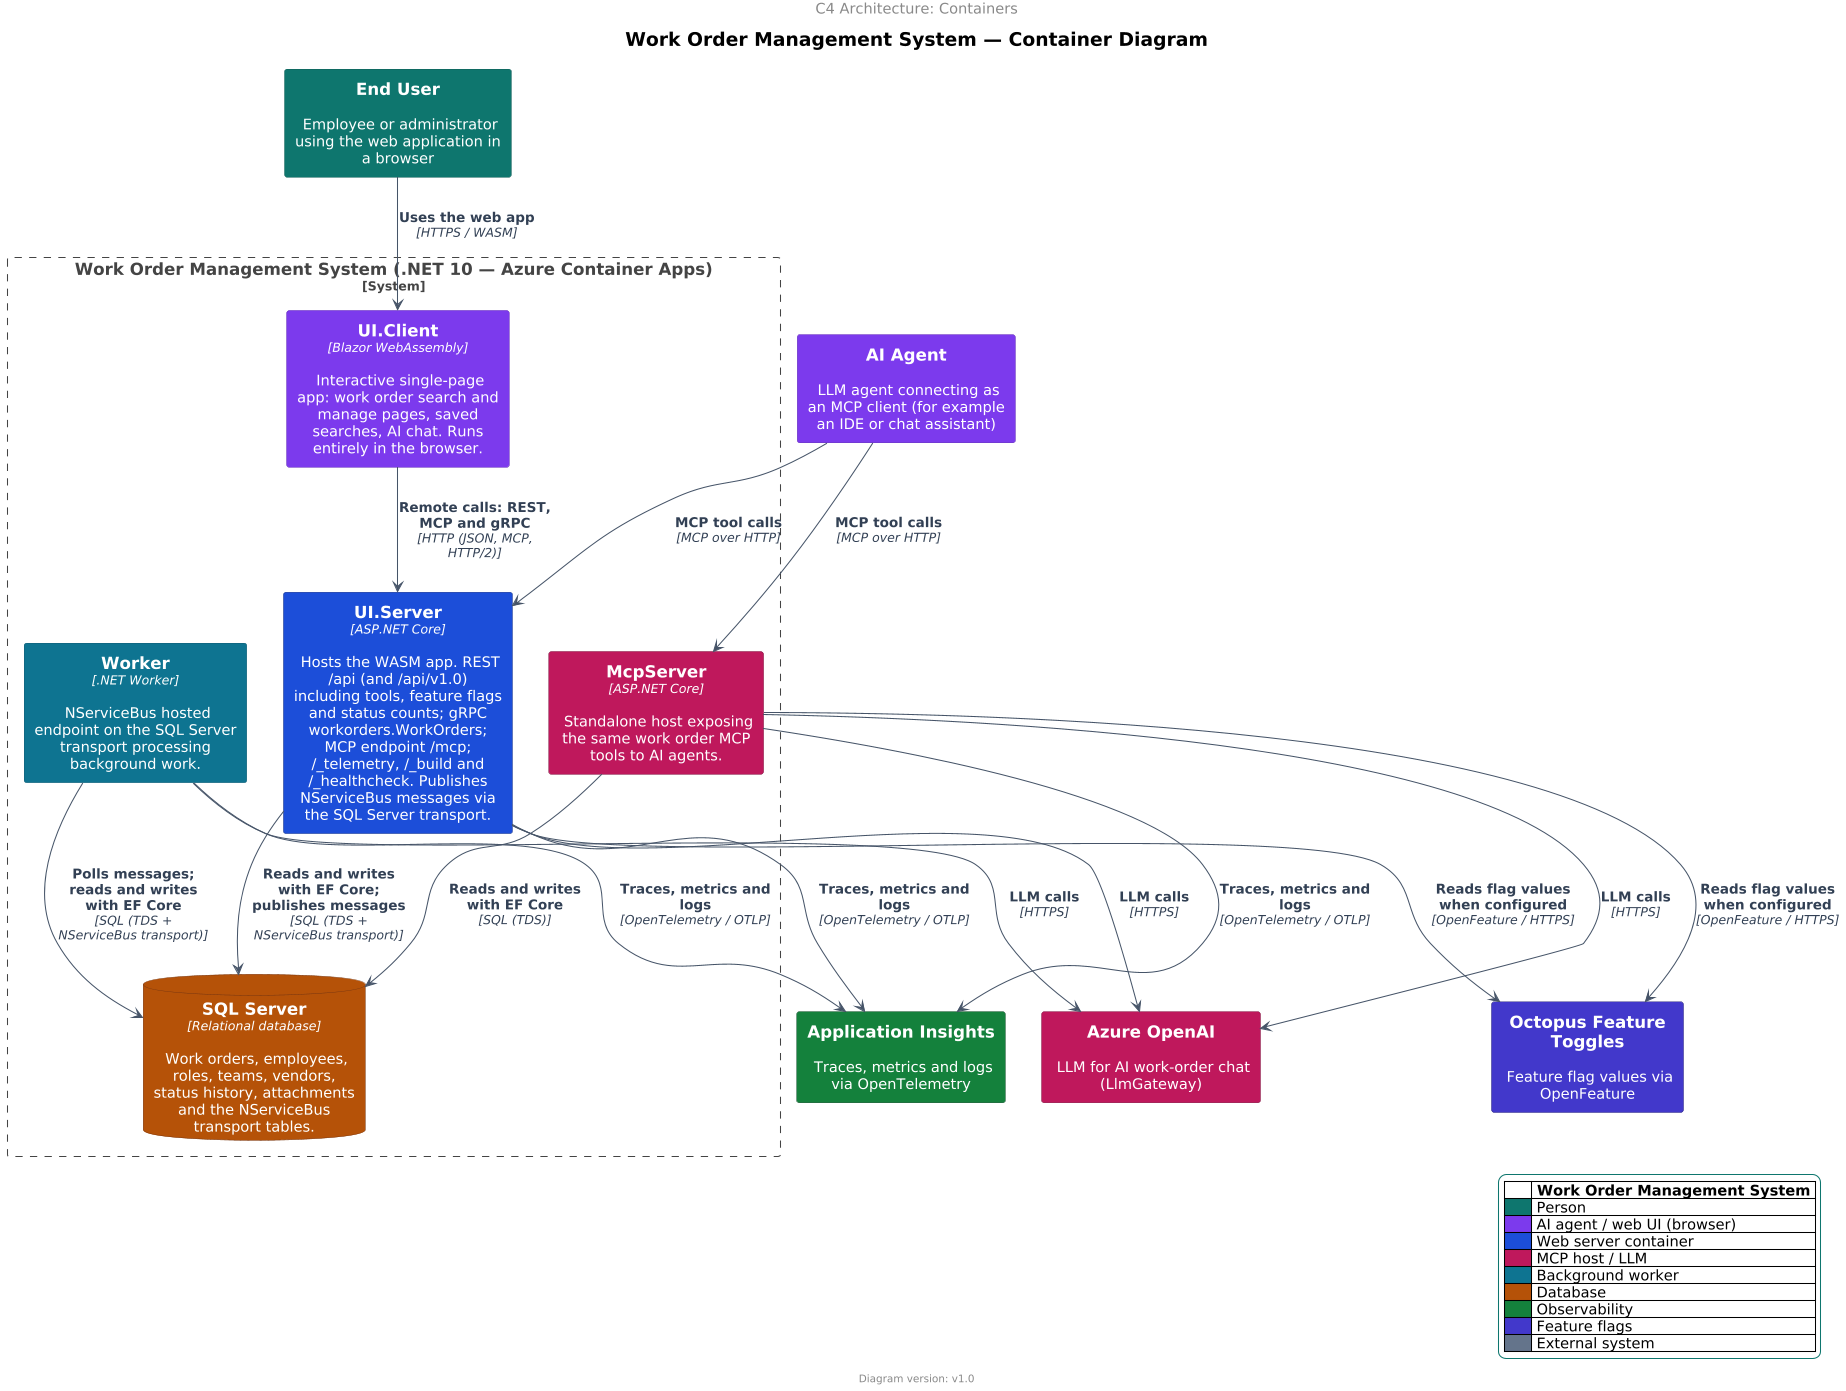 C4 Architecture: Containers
Work Order Management System — Container Diagram
End User
Employee or administrator
using the web application in
a browser
Uses the web app
[HTTPS / WASM]
Work Order Management System (.NET 10 — Azure Container Apps)
[System]
UI.Client
[Blazor WebAssembly]
Interactive single-page
app: work order search and
manage pages, saved
searches, AI chat. Runs
entirely in the browser.
AI Agent
LLM agent connecting as
an MCP client (for example
an IDE or chat assistant)
Remote calls: REST,
MCP and gRPC
[HTTP (JSON, MCP,
HTTP/2)]
MCP tool calls
[MCP over HTTP]
MCP tool calls
[MCP over HTTP]
Worker
[.NET Worker]
NServiceBus hosted
endpoint on the SQL Server
transport processing
background work.
UI.Server
[ASP.NET Core]
Hosts the WASM app. REST
/api (and /api/v1.0)
including tools, feature flags
and status counts; gRPC
workorders.WorkOrders;
MCP endpoint /mcp;
/_telemetry, /_build and
/_healthcheck. Publishes
NServiceBus messages via
the SQL Server transport.
McpServer
[ASP.NET Core]
Standalone host exposing
the same work order MCP
tools to AI agents.
Polls messages;
reads and writes
with EF Core
[SQL (TDS +
NServiceBus transport)]
Reads and writes
with EF Core;
publishes messages
[SQL (TDS +
NServiceBus transport)]
Reads and writes
with EF Core
[SQL (TDS)]
Traces, metrics and
logs
[OpenTelemetry / OTLP]
Traces, metrics and
logs
[OpenTelemetry / OTLP]
LLM calls
[HTTPS]
LLM calls
[HTTPS]
Traces, metrics and
logs
[OpenTelemetry / OTLP]
Reads flag values
when configured
[OpenFeature / HTTPS]
LLM calls
[HTTPS]
Reads flag values
when configured
[OpenFeature / HTTPS]
SQL Server
[Relational database]
Work orders, employees,
roles, teams, vendors,
status history, attachments
and the NServiceBus
transport tables.
Application Insights
Traces, metrics and logs
via OpenTelemetry
Azure OpenAI
LLM for AI work-order chat
(LlmGateway)
Octopus Feature
Toggles
Feature flag values via
OpenFeature
Work Order Management System
Person
AI agent / web UI (browser)
Web server container
MCP host / LLM
Background worker
Database
Observability
Feature flags
External system
Diagram version: v1.0